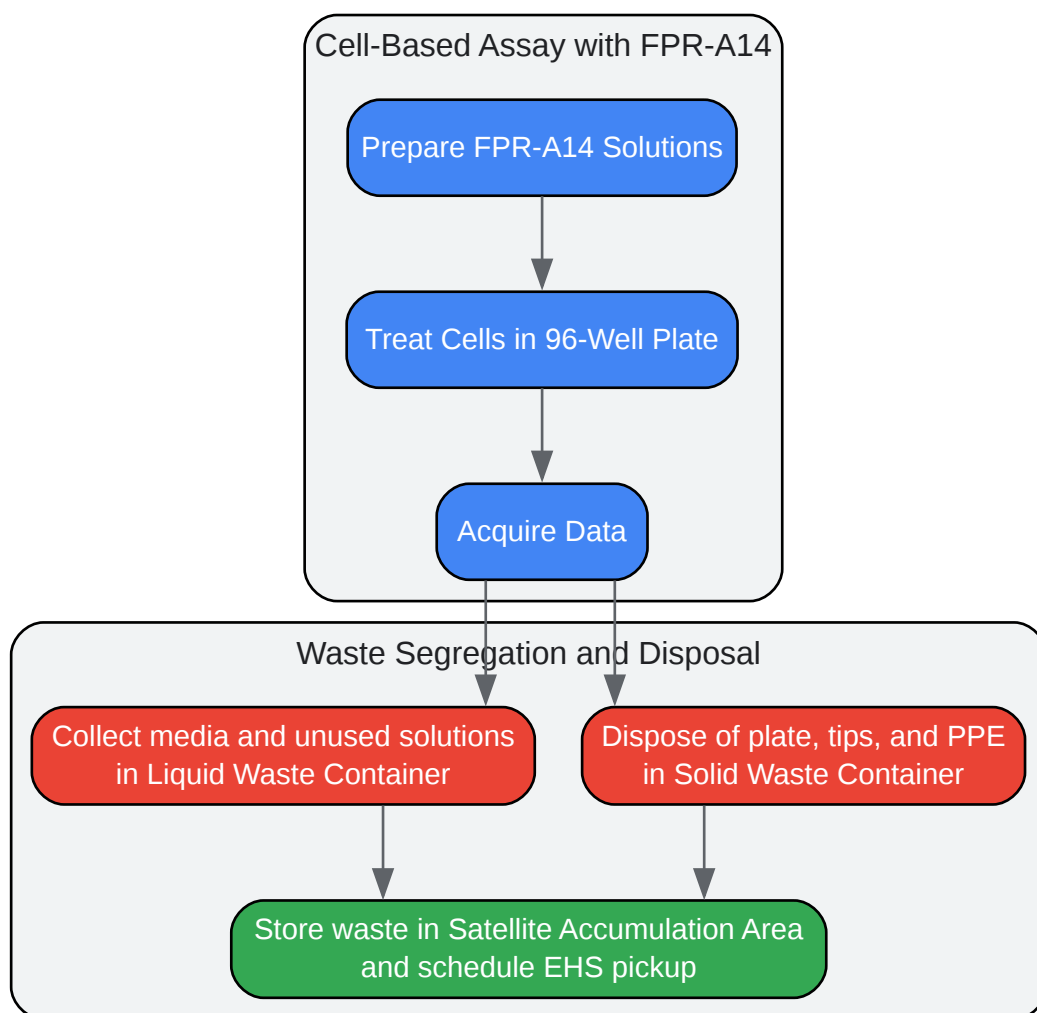 Cell-Based Assay with FPR-A14
Prepare FPR-A14 Solutions
Treat Cells in 96-Well Plate
Acquire Data
Waste Segregation and Disposal
Collect media and unused solutions
in Liquid Waste Container
Dispose of plate, tips, and PPE
in Solid Waste Container
Store waste in Satellite Accumulation Area
and schedule EHS pickup